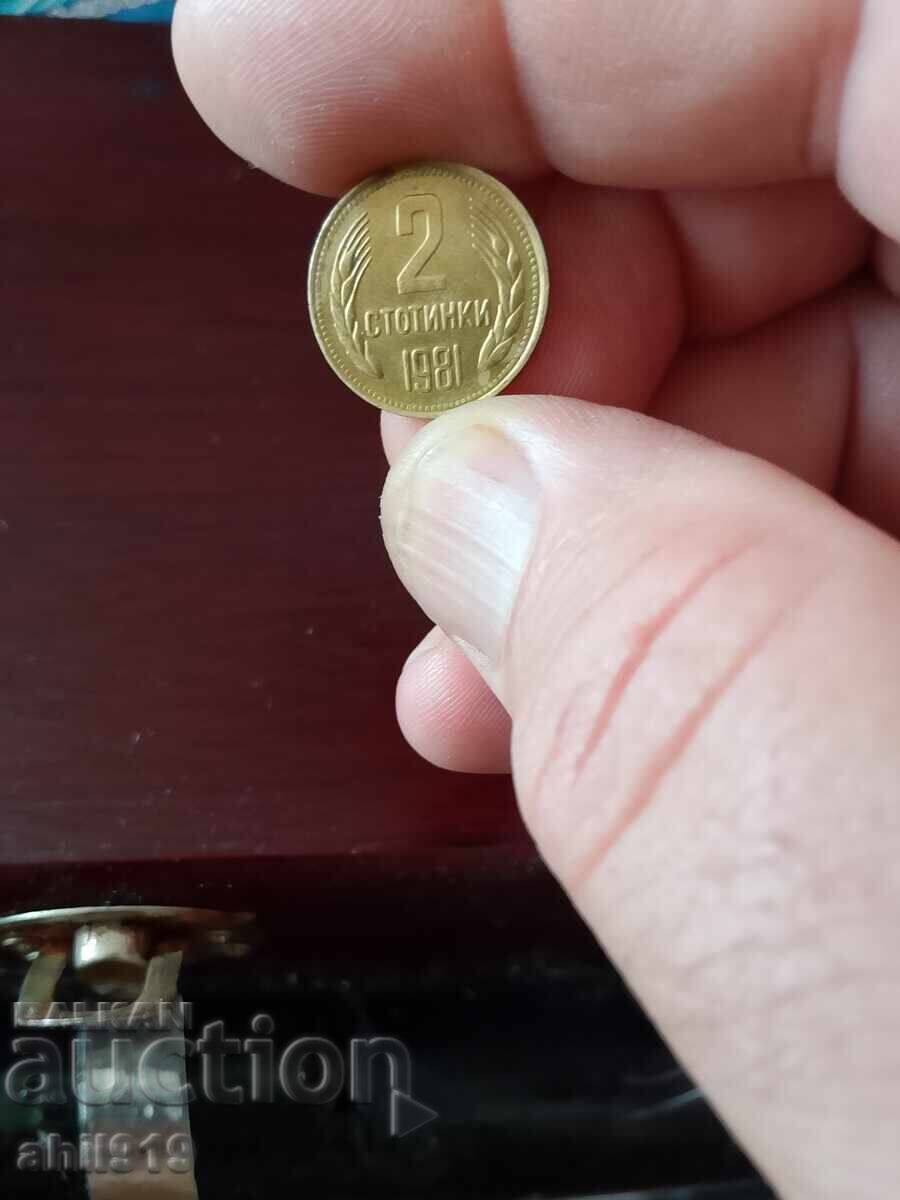 2
СТОТИНКИ
1981
BALKAN
auction
ahil919